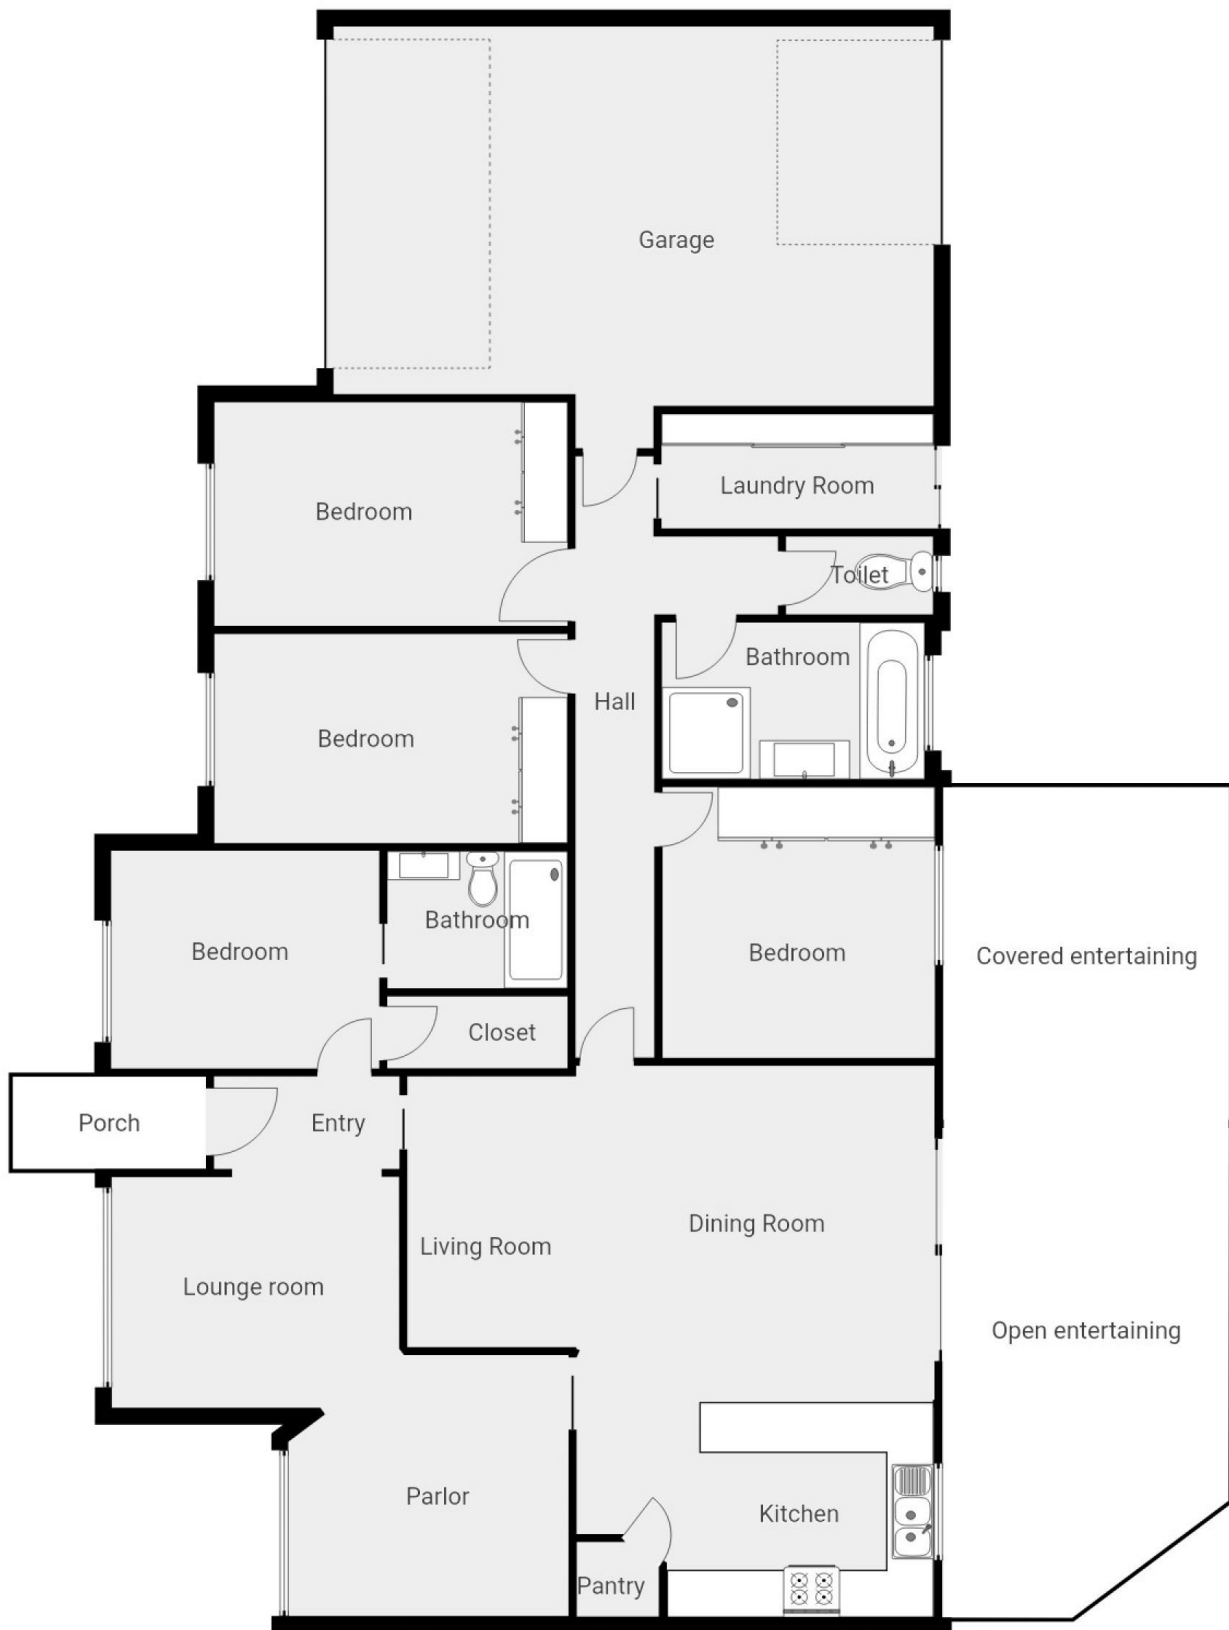 Garage
Laundry Room
Bedroom
Toilet
Bathroom
Hall
Bedroom
Bathroom
Bedroom
Bedroom
Covered entertaining
Closet
Porch
Entry
Dining Room
Living Room
Lounge room
Open entertaining
Parlor
Kitchen
Pantry